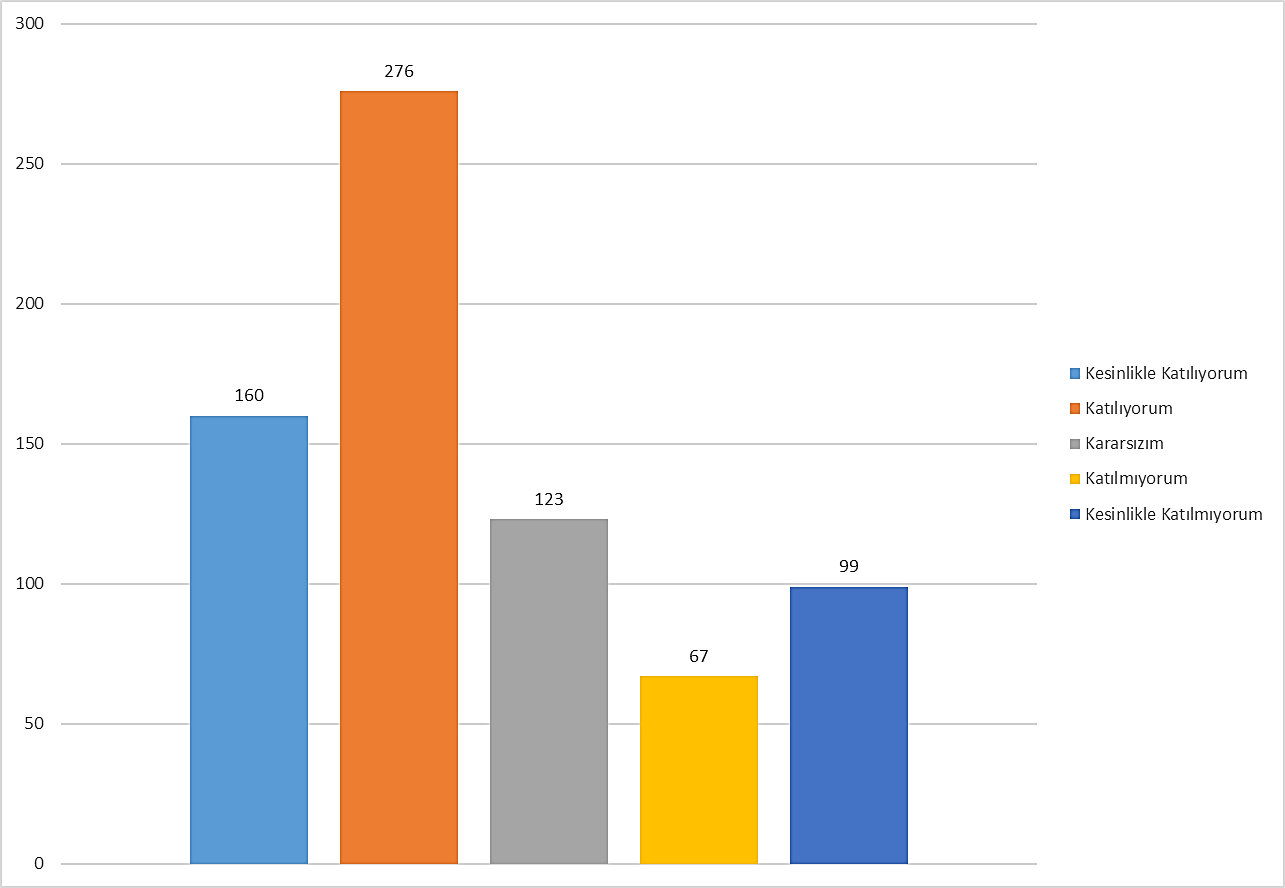 300
250
200
150
100
50
0
160
276
123
67
99
Kesinlikle Katılıyorum
Katılıyorum
Kararsızım
Katılmıyorum
Kesinlikle Katılmıyorum